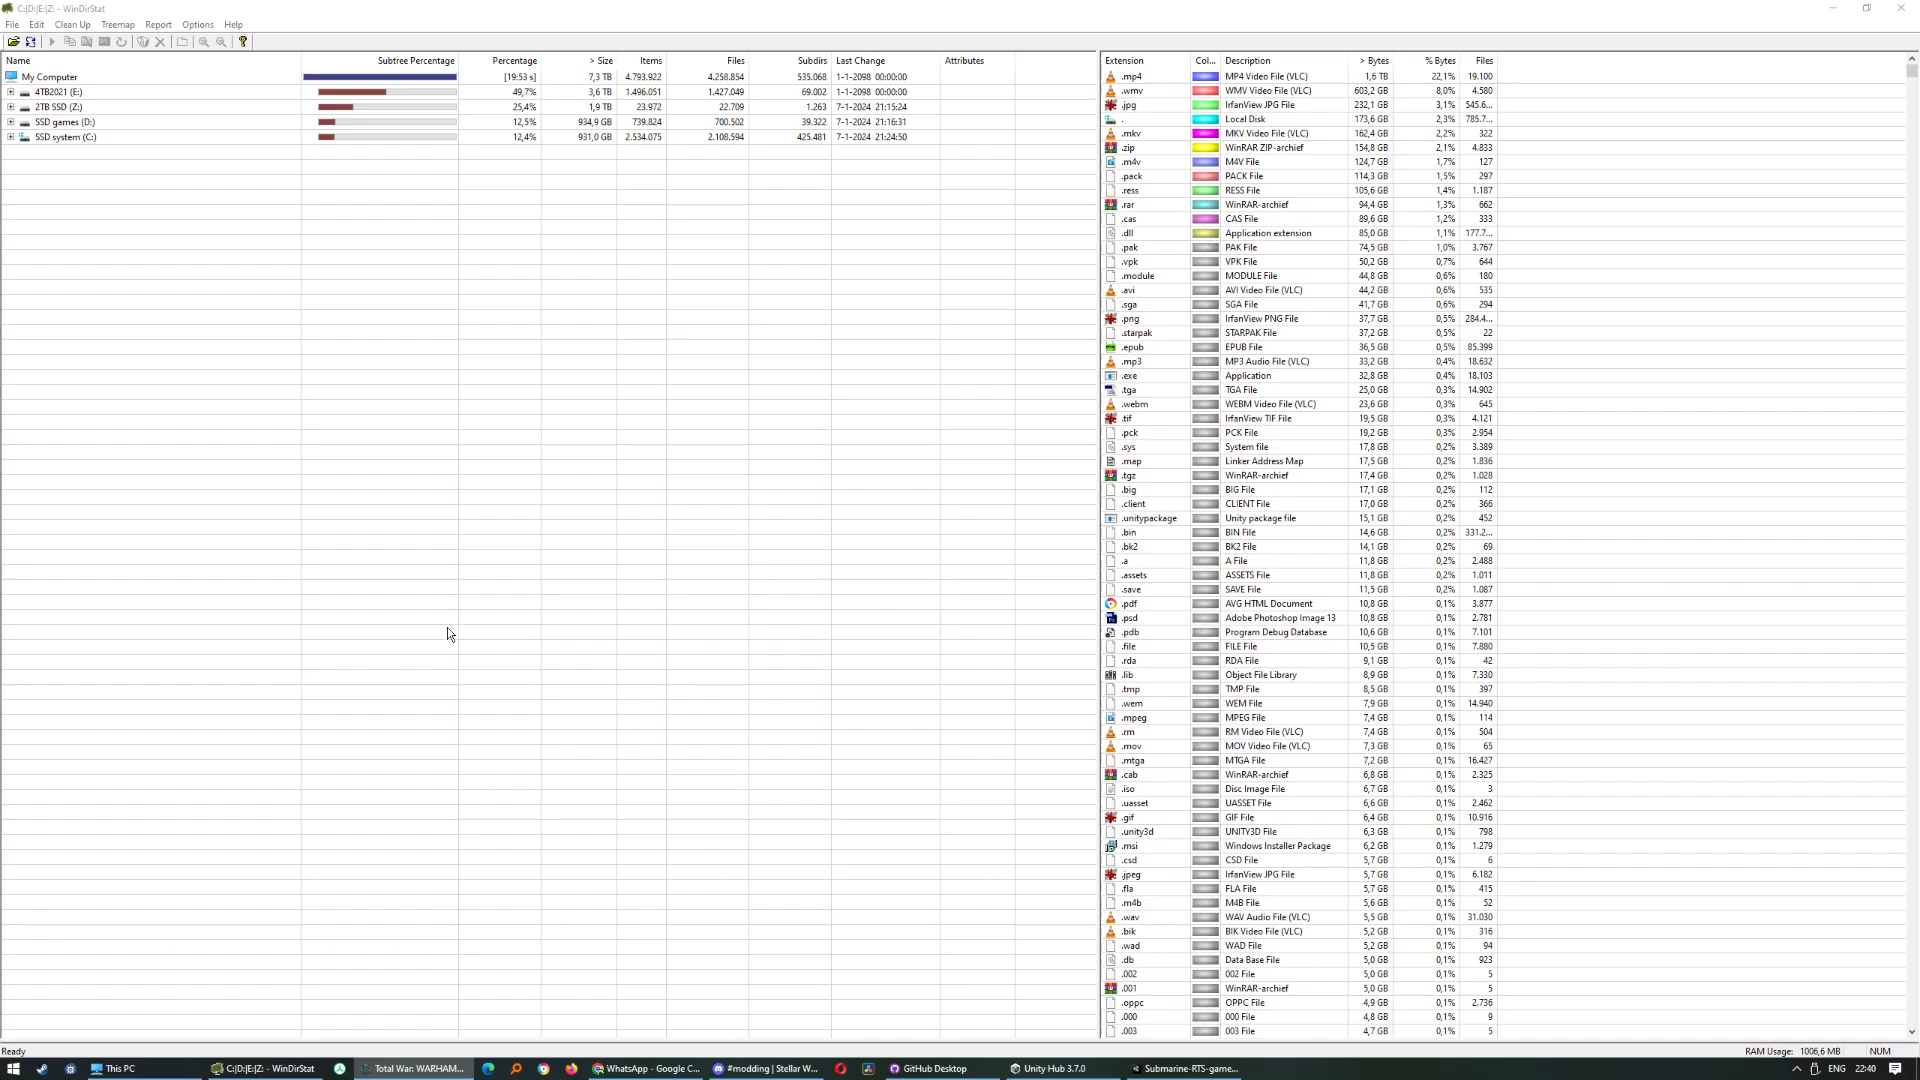 C:|D:|E:|Z: - WinDirStat
File Edit Clean Up Treemap Report Options Help
Name Subtree Percentage Percentage > Size Items Files Subdirs Last Change Attributes
My Computer [19:53 s] 7,3 TB 4.793.922 4.258.854 535.068 1-1-2098 00:00:00
4TB2021 (E:) 49,7% 3,6 TB 1.496.051 1.427.049 69.002 1-1-2098 00:00:00
2TB SSD (Z:) 25,4% 1,9 TB 23.972 22.709 1.263 7-1-2024 21:15:24
SSD games (D:) 12,5% 934,9 GB 739.824 700.502 39.322 7-1-2024 21:16:31
SSD system (C:) 12,4% 931,0 GB 2.534.075 2.108.594 425.481 7-1-2024 21:24:50
Extension Col... Description > Bytes % Bytes Files
.mp4 MP4 Video File (VLC) 1,6 TB 22,1% 19.100
.wmv WMV Video File (VLC) 603,2 GB 8,0% 4.580
.jpg IrfanView JPG File 232,1 GB 3,1% 545.6...
. Local Disk 173,6 GB 2,3% 785.7...
.mkv MKV Video File (VLC) 162,4 GB 2,2% 322
.zip WinRAR ZIP-archief 154,8 GB 2,1% 4.833
.m4v M4V File 124,7 GB 1,7% 127
.pack PACK File 114,3 GB 1,5% 297
.ress RESS File 105,6 GB 1,4% 1.187
.rar WinRAR-archief 94,4 GB 1,3% 662
.cas CAS File 89,6 GB 1,2% 333
.dll Application extension 85,0 GB 1,1% 177.7...
.pak PAK File 74,5 GB 1,0% 3.767
.vpk VPK File 50,2 GB 0,7% 644
.module MODULE File 44,8 GB 0,6% 180
.avi AVI Video File (VLC) 44,2 GB 0,6% 535
.sga SGA File 41,7 GB 0,6% 294
.png IrfanView PNG File 37,7 GB 0,5% 284.4...
.starpak STARPAK File 37,2 GB 0,5% 22
.epub EPUB File 36,5 GB 0,5% 85.399
.mp3 MP3 Audio File (VLC) 33,2 GB 0,4% 18.632
.exe Application 32,8 GB 0,4% 18.103
.tga TGA File 25,0 GB 0,3% 14.902
.webm WEBM Video File (VLC) 23,6 GB 0,3% 645
.tif IrfanView TIF File 19,5 GB 0,3% 4.121
.pck PCK File 19,2 GB 0,3% 2.954
.sys System file 17,8 GB 0,2% 3.389
.map Linker Address Map 17,5 GB 0,2% 1.836
.tgz WinRAR-archief 17,4 GB 0,2% 1.028
.big BIG File 17,1 GB 0,2% 112
.client CLIENT File 17,0 GB 0,2% 366
.unitypackage Unity package file 15,1 GB 0,2% 452
.bin BIN File 14,6 GB 0,2% 331.2...
.bk2 BK2 File 14,1 GB 0,2% 69
.a A File 11,8 GB 0,2% 2.488
.assets ASSETS File 11,8 GB 0,2% 1.011
.save SAVE File 11,5 GB 0,2% 1.087
.pdf AVG HTML Document 10,8 GB 0,1% 3.877
.psd Adobe Photoshop Image 13 10,8 GB 0,1% 2.781
.pdb Program Debug Database 10,6 GB 0,1% 7.101
.file FILE File 10,5 GB 0,1% 7.880
.rda RDA File 9,1 GB 0,1% 42
.lib Object File Library 8,9 GB 0,1% 7.330
.tmp TMP File 8,5 GB 0,1% 397
.wem WEM File 7,9 GB 0,1% 14.940
.mpeg MPEG File 7,4 GB 0,1% 114
.rm RM Video File (VLC) 7,4 GB 0,1% 504
.mov MOV Video File (VLC) 7,3 GB 0,1% 65
.mtga MTGA File 7,2 GB 0,1% 16.427
.cab WinRAR-archief 6,8 GB 0,1% 2.325
.iso Disc Image File 6,7 GB 0,1% 3
.uasset UASSET File 6,6 GB 0,1% 2.462
.gif GIF File 6,4 GB 0,1% 10.916
.unity3d UNITY3D File 6,3 GB 0,1% 798
.msi Windows Installer Package 6,2 GB 0,1% 1.279
.csd CSD File 5,7 GB 0,1% 6
.jpeg IrfanView JPG File 5,7 GB 0,1% 6.182
.fla FLA File 5,7 GB 0,1% 415
.m4b M4B File 5,6 GB 0,1% 52
.wav WAV Audio File (VLC) 5,5 GB 0,1% 31.030
.bik BIK Video File (VLC) 5,2 GB 0,1% 316
.wad WAD File 5,2 GB 0,1% 94
.db Data Base File 5,0 GB 0,1% 923
.002 002 File 5,0 GB 0,1% 5
.001 WinRAR-archief 5,0 GB 0,1% 5
.oppc OPPC File 4,9 GB 0,1% 2.736
.000 000 File 4,8 GB 0,1% 9
.003 003 File 4,7 GB 0,1% 5
Ready RAM Usage: 1006,6 MB NUM
This PC C:|D:|E:|Z: - WinDirStat Total War: WARHAM... WhatsApp - Google C... #modding | Stellar W... GitHub Desktop Unity Hub 3.7.0 Submarine-RTS-game... ENG 22:40